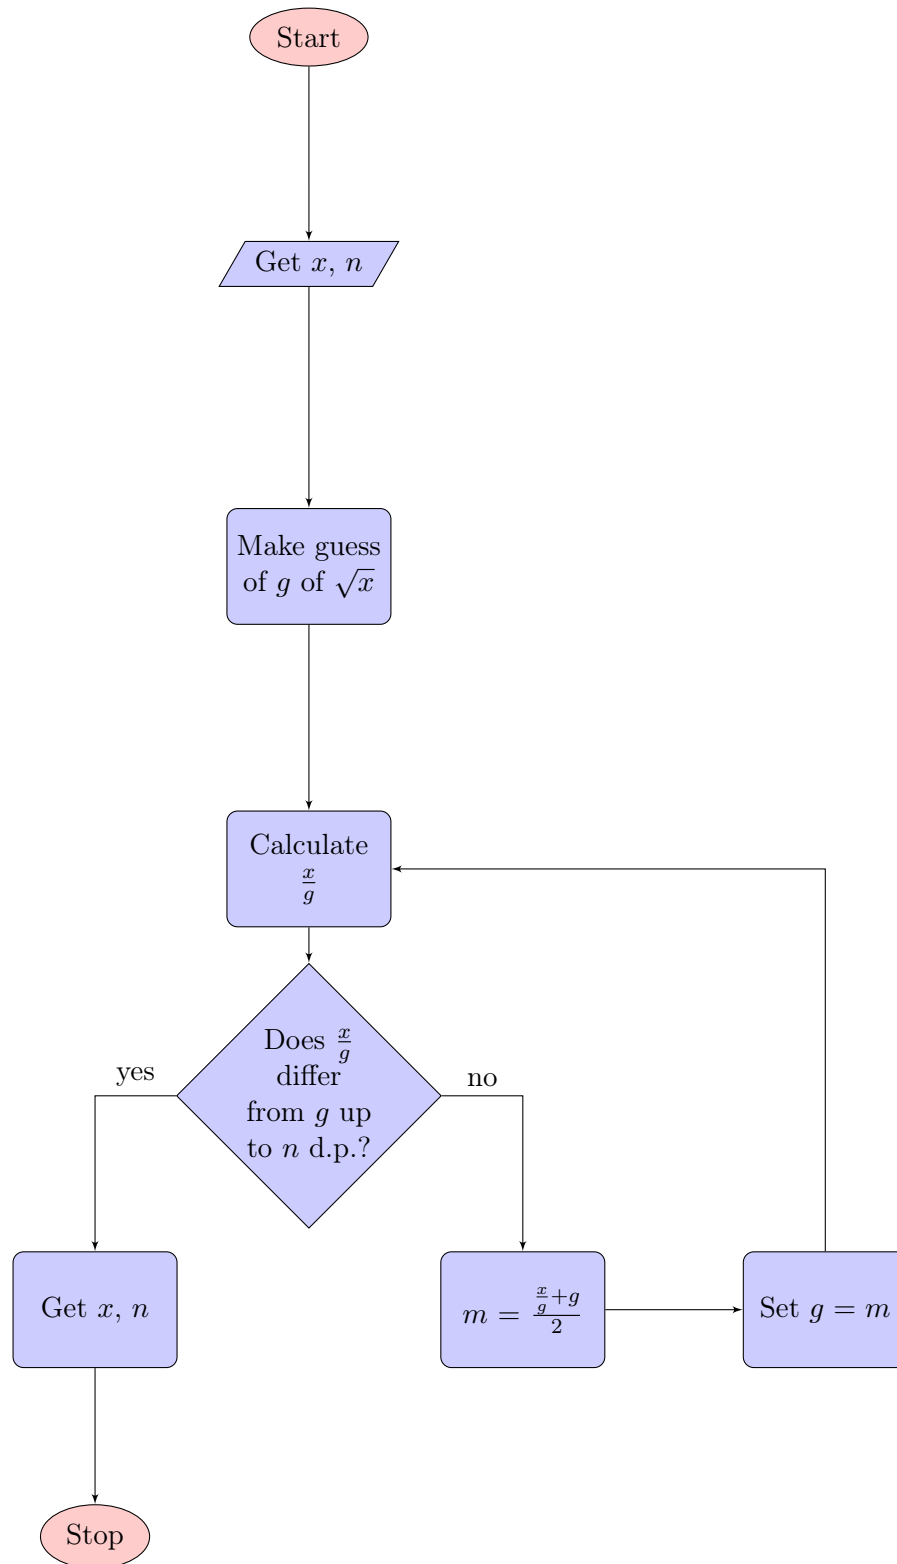 Start
Get x, n
Make guess
of g of √x
Calculate
x/g
Does x/g
differ
from g up
to n d.p.?
yes
no
Get x, n
m = (x/g + g)/2
Set g = m
Stop